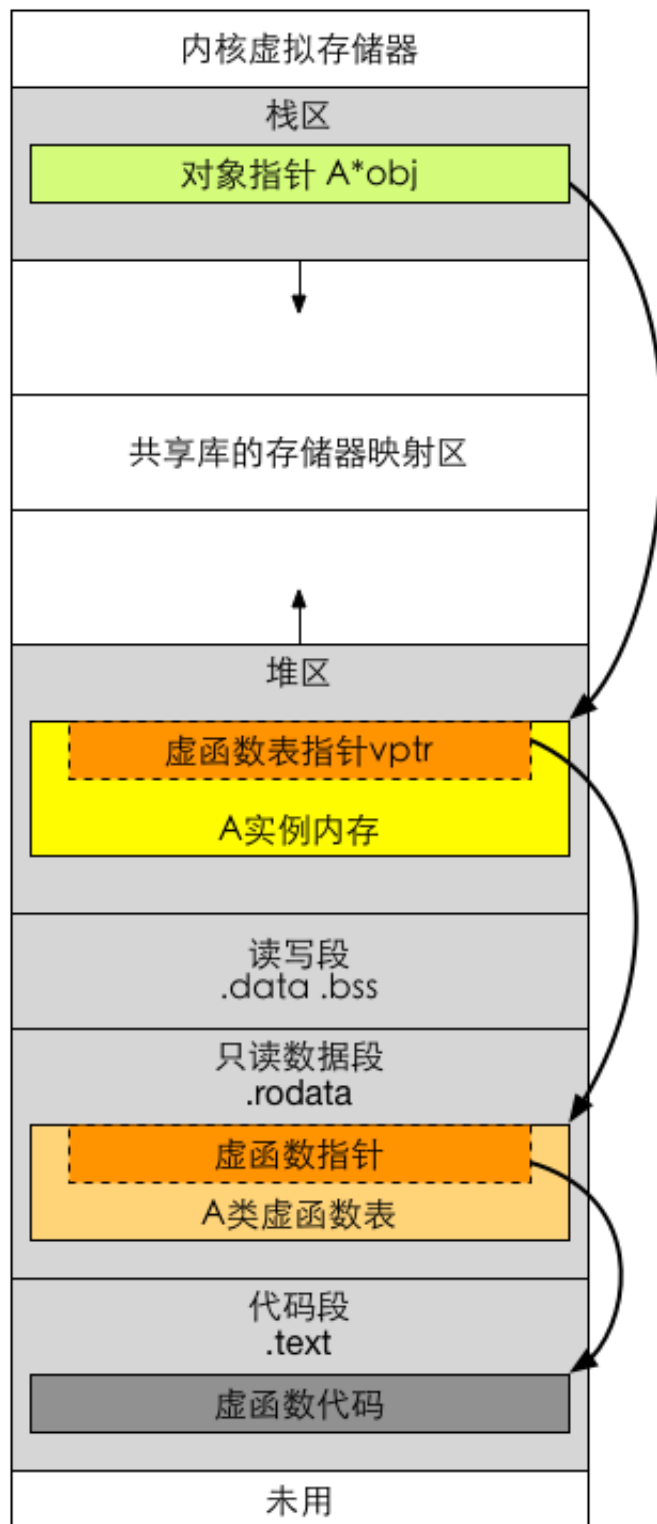 内核虚拟存储器
栈区
对象指针 A*obj
共享库的存储器映射区
堆区
虚函数表指针vptr
A实例内存
读写段
.data .bss
只读数据段
.rodata
虚函数指针
A类虚函数表
代码段
.text
虚函数代码
未用